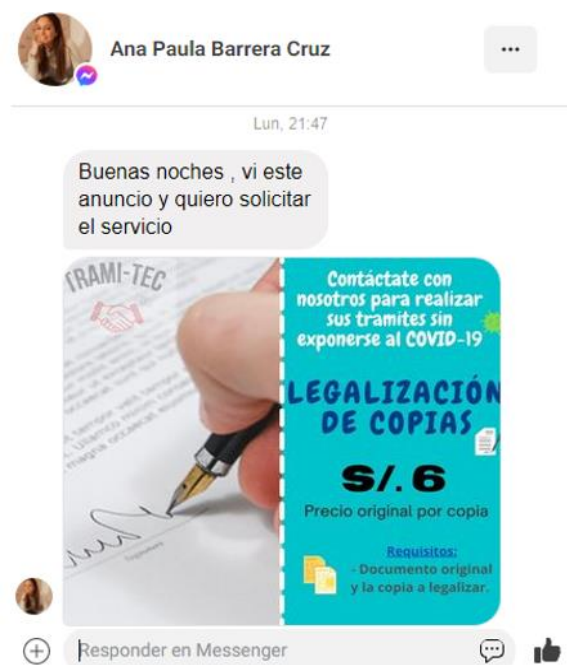 Ana Paula Barrera Cruz
Lun, 21:47
Buenas noches , vi este
anuncio y quiero solicitar
el servicio
TRAMI-TEC
Contáctate con
nosotros para realizar
sus tramites sin
exponerse al COVID-19
LEGALIZACIÓN
DE COPIAS
S/. 6
Precio original por copia
Requisitos:
- Documento original
y la copia a legalizar.
Responder en Messenger